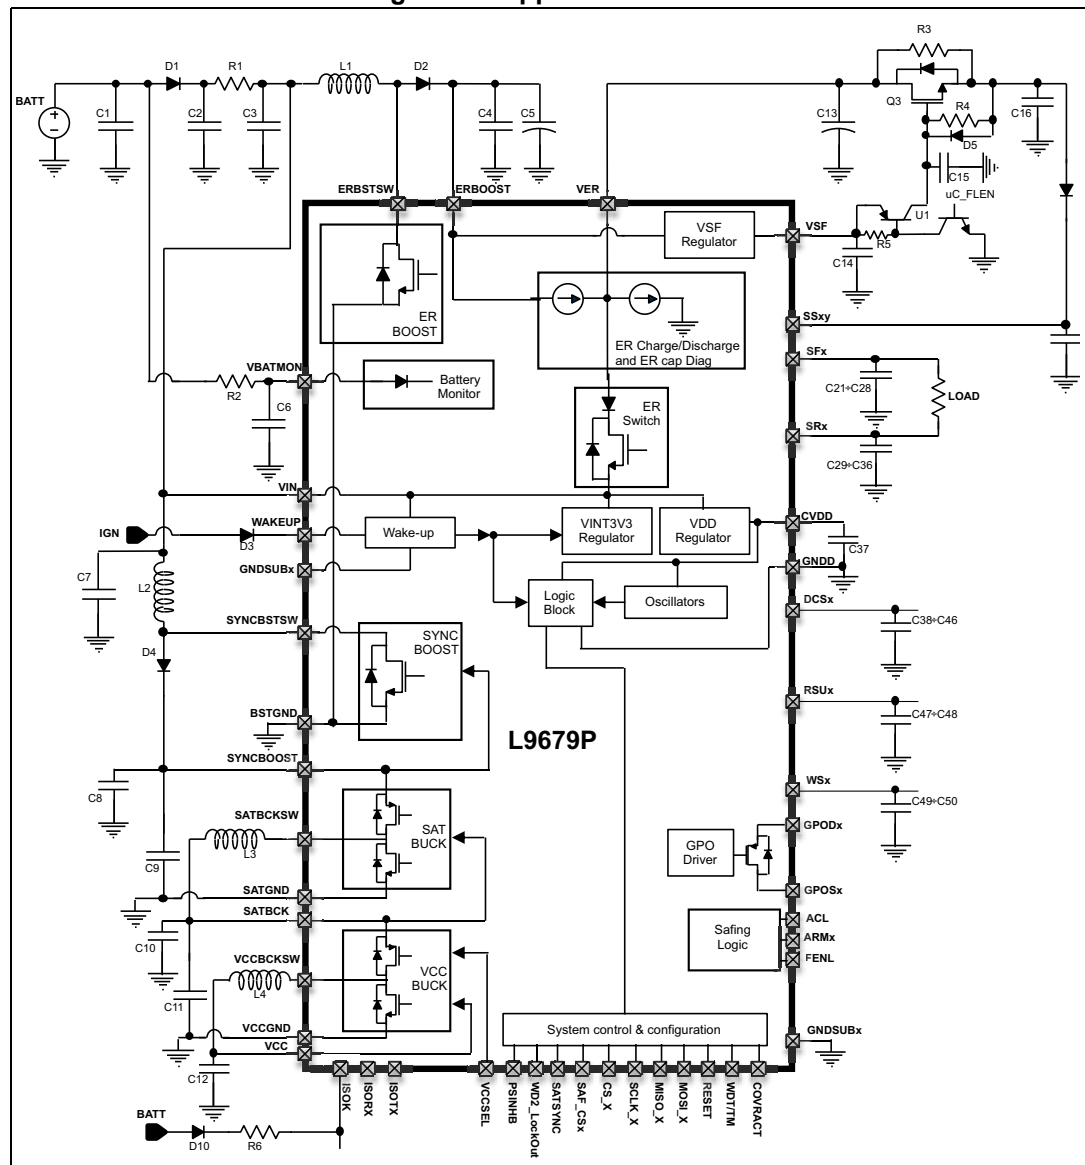 R3
D1
R1
L1
D2
BATT
C1
C2
C3
C4
C5
C13
Q3
R4
C16
D5
C15
ERBSTSW
ERBOOST
VER
uC_FLEN
U1
VSF
Regulator
VSF
R5
C14
ER
BOOST
SSxy
ER Charge/Discharge
and ER cap Diag
SFx
VBATMON
Battery
Monitor
R2
C6
C21÷C28
LOAD
ER
Switch
SRx
C29÷C36
VIN
IGN
WAKEUP
D3
Wake-up
VINT3V3
Regulator
VDD
Regulator
CVDD
C37
GNDSUBx
GNDD
C7
L2
Logic
Block
Oscillators
DCSx
C38÷C46
SYNCBSTSW
SYNC
BOOST
D4
RSUx
C47÷C48
BSTGND
L9679P
SYNCBOOST
C8
WSx
C49÷C50
SATBCKSW
L3
SAT
BUCK
GPODx
GPO
Driver
C9
SATGND
GPOSx
SATBCK
ACL
Safing
Logic
ARMx
C10
FENL
VCCBCKSW
L4
VCC
BUCK
C11
VCCGND
System control & configuration
GNDSUBx
VCC
C12
ISOK
ISORX
ISOTX
VCCSEL
PSINHB
WD2_LockOut
SATSYNC
SAF_CSx
CS_X
SCLK_X
MISO_X
MOSI_X
RESET
WDT/TM
COVRACT
BATT
D10
R6